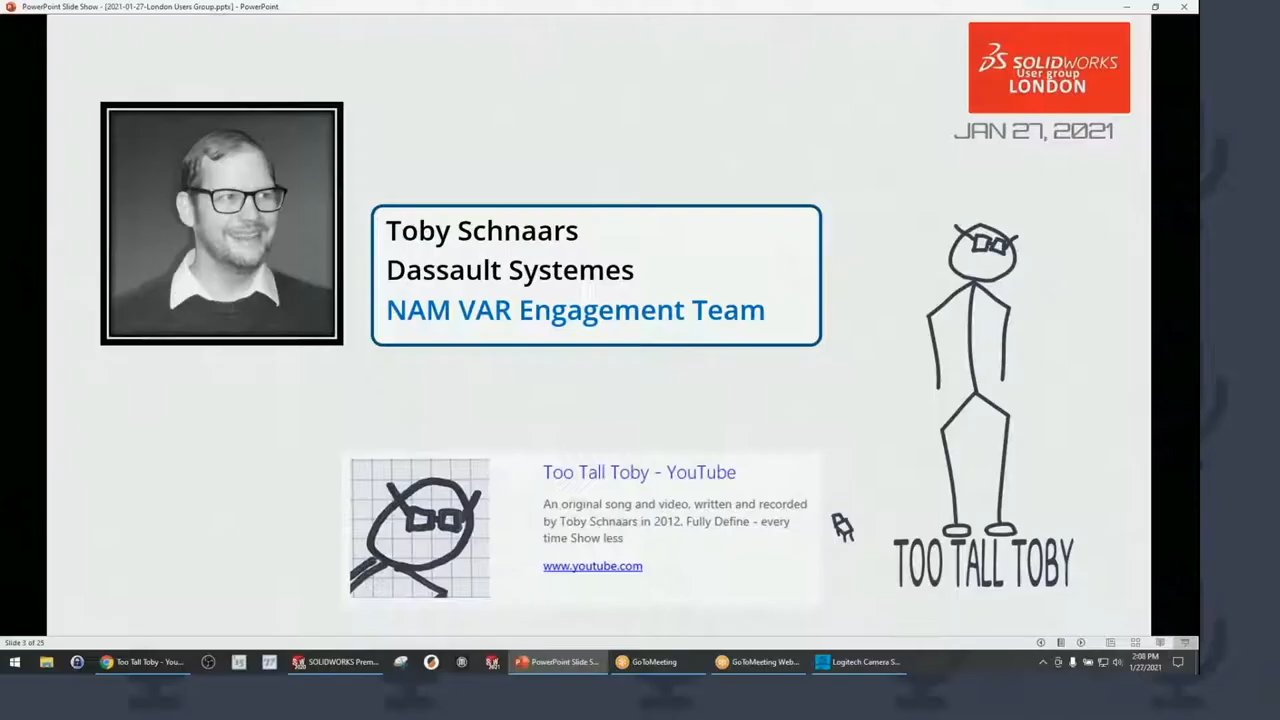 PowerPoint Slide Show - [2021-01-27-London Users Group.pptx] - PowerPoint
SOLIDWORKS
User group
LONDON
JAN 27, 2021
Toby Schnaars
Dassault Systemes
NAM VAR Engagement Team
Too Tall Toby - YouTube
An original song and video, written and recorded
by Toby Schnaars in 2012. Fully Define - every
time Show less
www.youtube.com
TOO TALL TOBY
Slide 3 of 25
Too Tall Toby - You...
SOLIDWORKS Prem...
PowerPoint Slide S...
GoToMeeting
GoToMeeting Web...
Logitech Camera S...
2:08 PM
1/27/2021